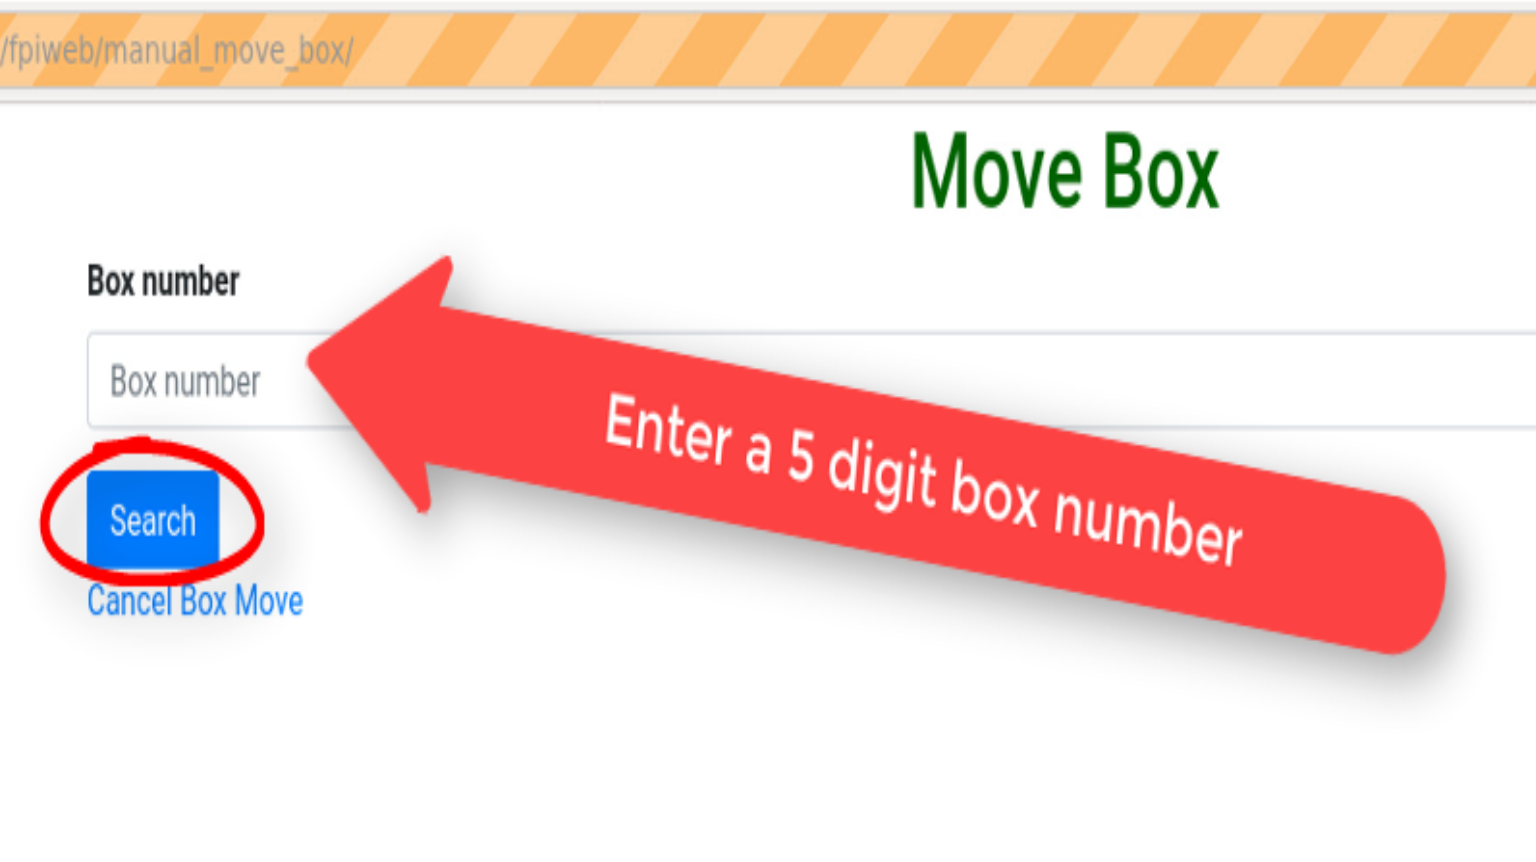 /fpiweb/manual_move_box/
Move Box
Box number
Box number
Enter a 5 digit box number
Search
Cancel Box Move